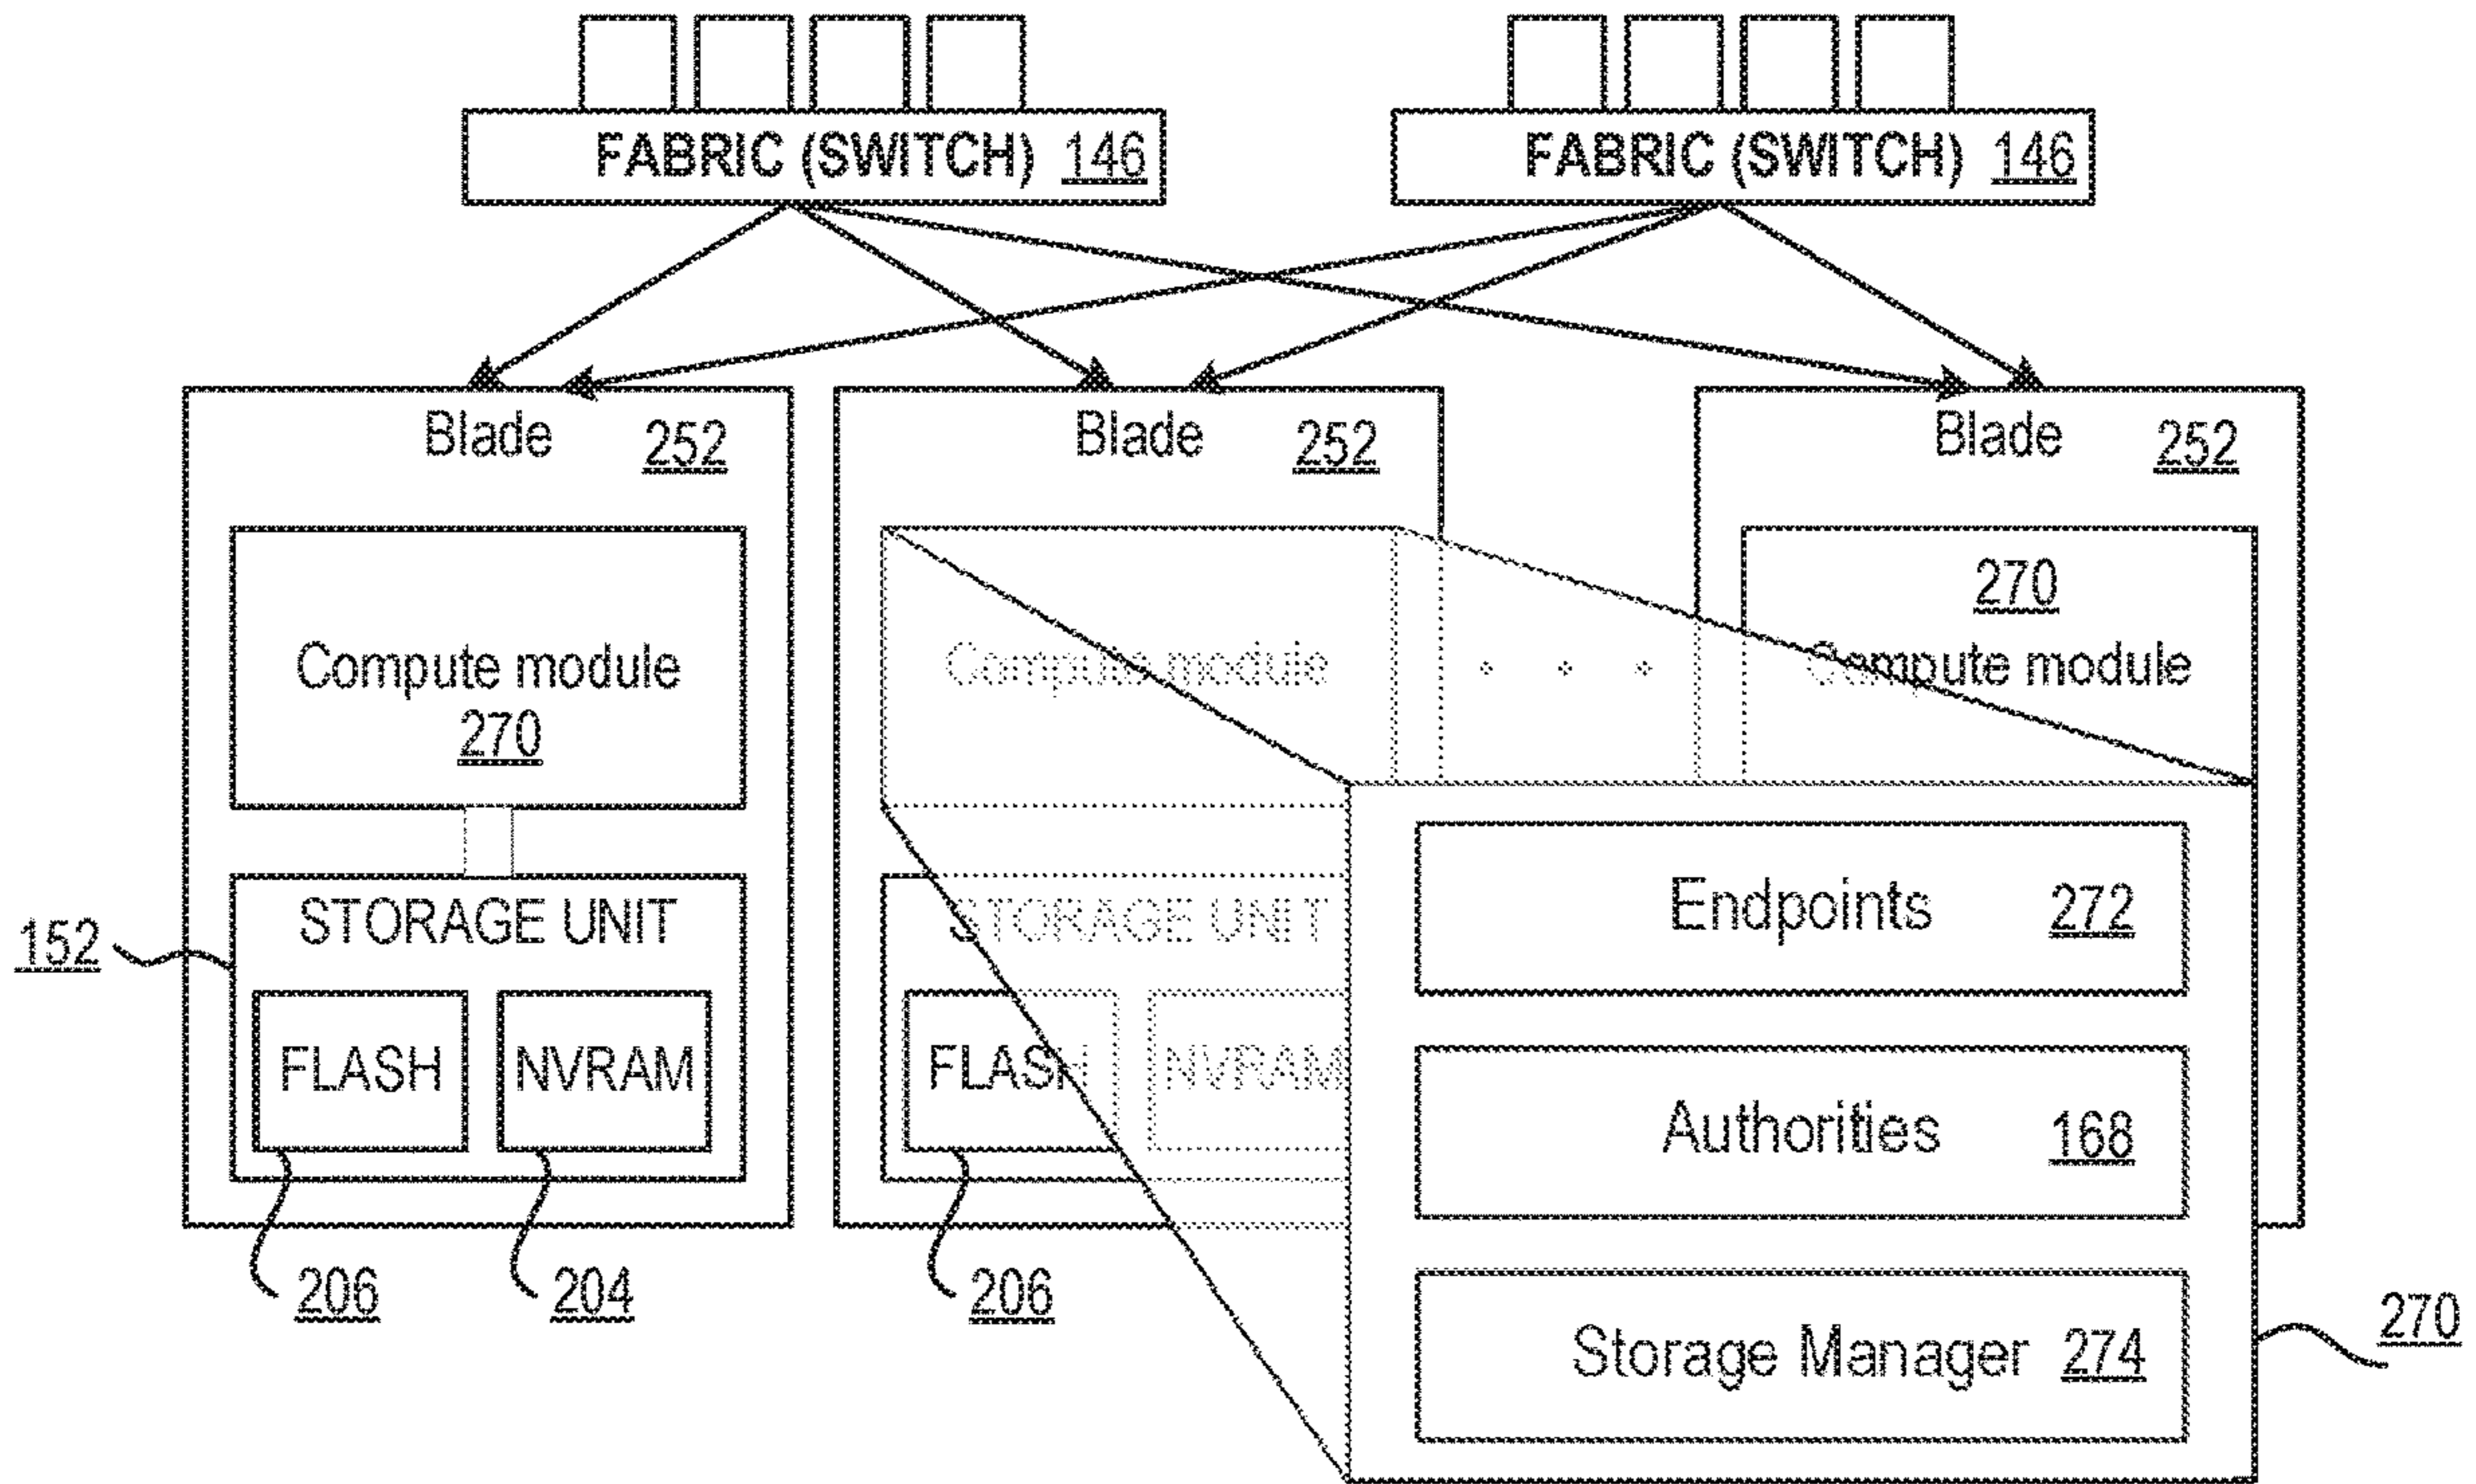 FABRIC (SWITCH) 146
FABRIC (SWITCH) 146
Blade 252
Blade 252
Blade 252
Compute module
270
Compute module
270
Compute module
152
STORAGE UNIT
FLASH
NVRAM
206
204
STORAGE UNIT
FLASH
NVRAM
206
Endpoints 272
Authorities 168
Storage Manager 274
270